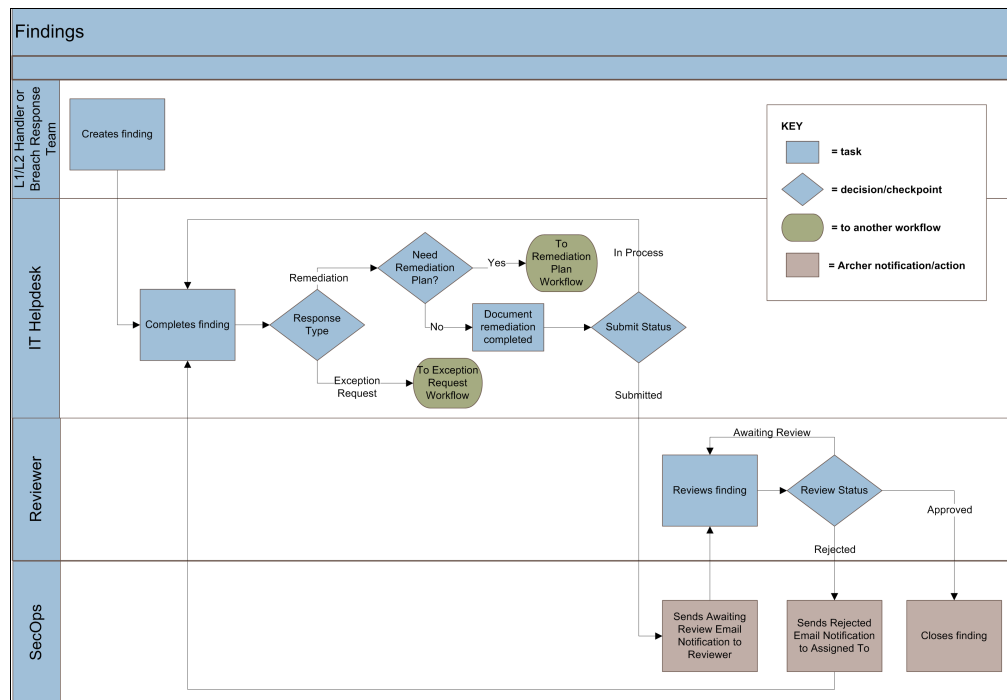 Findings
L1/L2 Handler or
Breach Response
Team
Creates finding
KEY
= task
= decision/checkpoint
= to another workflow
= Archer notification/action
IT Helpdesk
Completes finding
Response
Type
Remediation
Need
Remediation
Plan?
Yes
To
Remediation
Plan
Workflow
No
Document
remediation
completed
Submit Status
In Process
Exception
Request
To Exception
Request
Workflow
Submitted
Reviewer
Awaiting Review
Reviews finding
Review Status
Approved
Rejected
SecOps
Sends Awaiting
Review Email
Notification to
Reviewer
Sends Rejected
Email Notification
to Assigned To
Closes finding